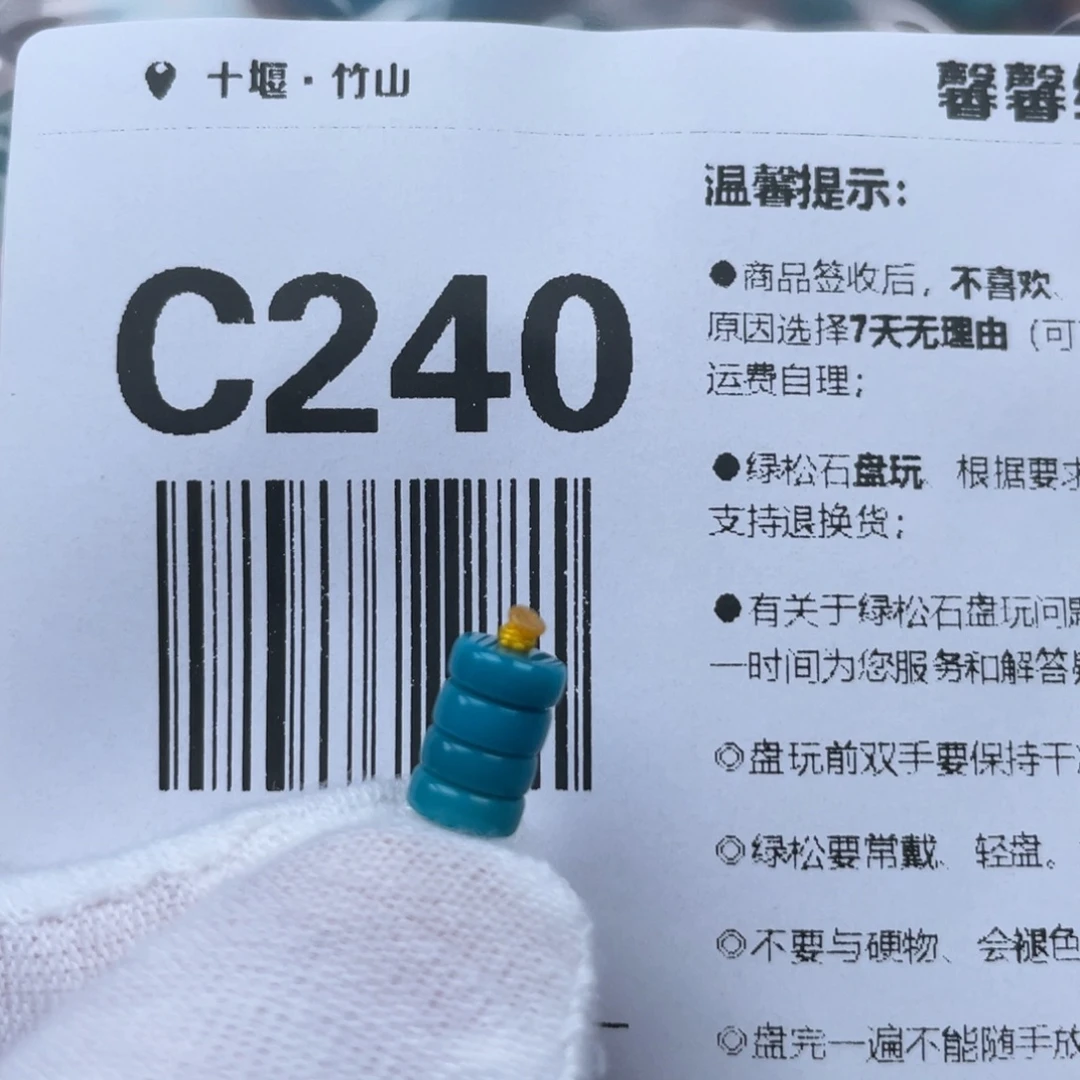 十堰·竹山
馨馨
C240
温馨提示：
●商品签收后，不喜欢、
原因选择7天无理由（可
运费自理；
●绿松石盘玩、根据要求
支持退换货；
●有关于绿松石盘玩问题
一时间为您服务和解答疑
◎盘玩前双手要保持干净
◎绿松要常戴、轻盘。
◎不要与硬物、会褪色
◎盘完一遍不能随手放